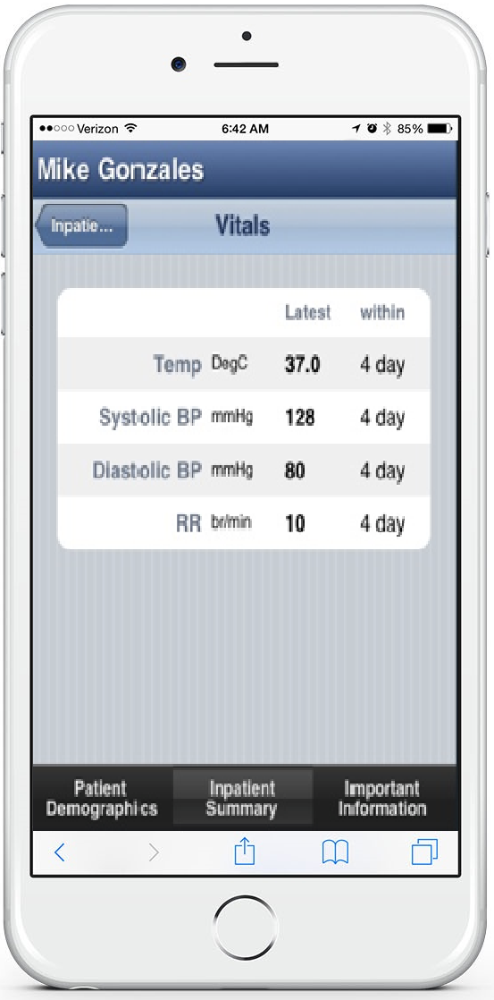 Verizon 6:42 AM 85%
Mike Gonzales
Inpatie... Vitals
Latest within
Temp DegC 37.0 4 day
Systolic BP mmHg 128 4 day
Diastolic BP mmHg 80 4 day
RR br/min 10 4 day
Patient Demographics
Inpatient Summary
Important Information